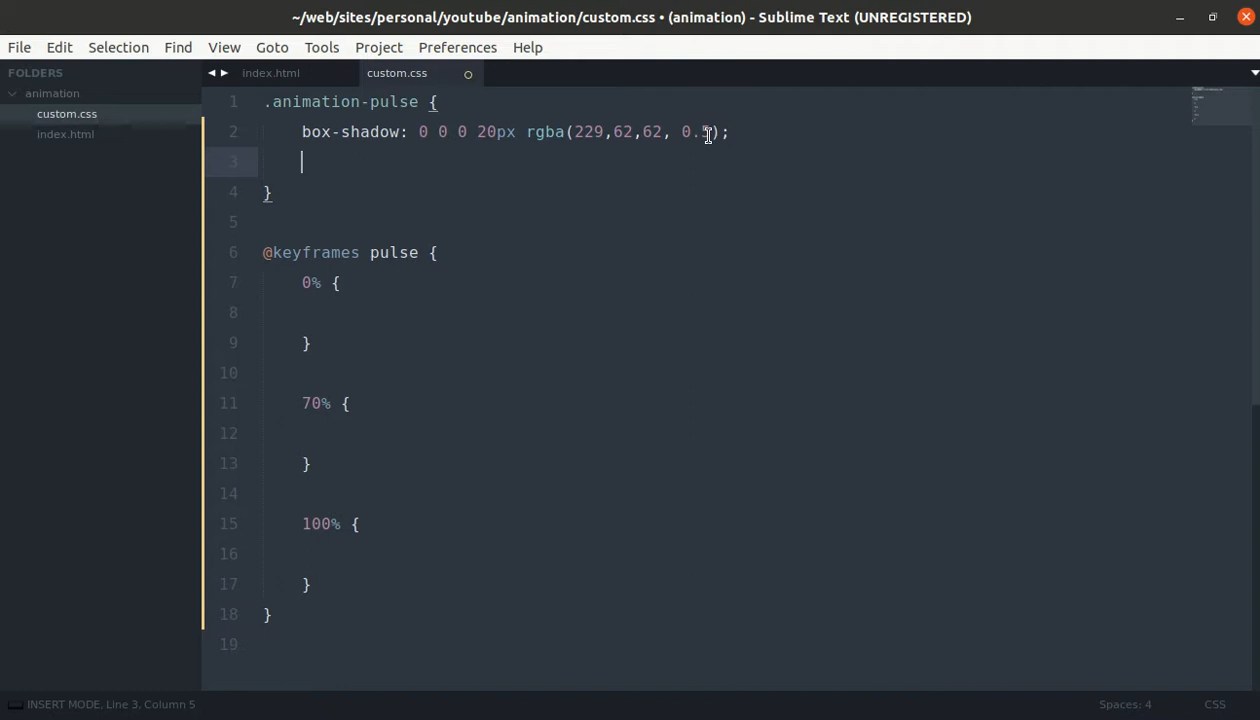 ~/web/sites/personal/youtube/animation/custom.css • (animation) - Sublime Text (UNREGISTERED)
File Edit Selection Find View Goto Tools Project Preferences Help
FOLDERS
animation
custom.css
index.html
index.html custom.css
1 .animation-pulse {
2 box-shadow: 0 0 0 20px rgba(229,62,62, 0.5);
3
4 }
5
6 @keyframes pulse {
7 0% {
8
9 }
10
11 70% {
12
13 }
14
15 100% {
16
17 }
18 }
19
INSERT MODE, Line 3, Column 5 Spaces: 4 CSS